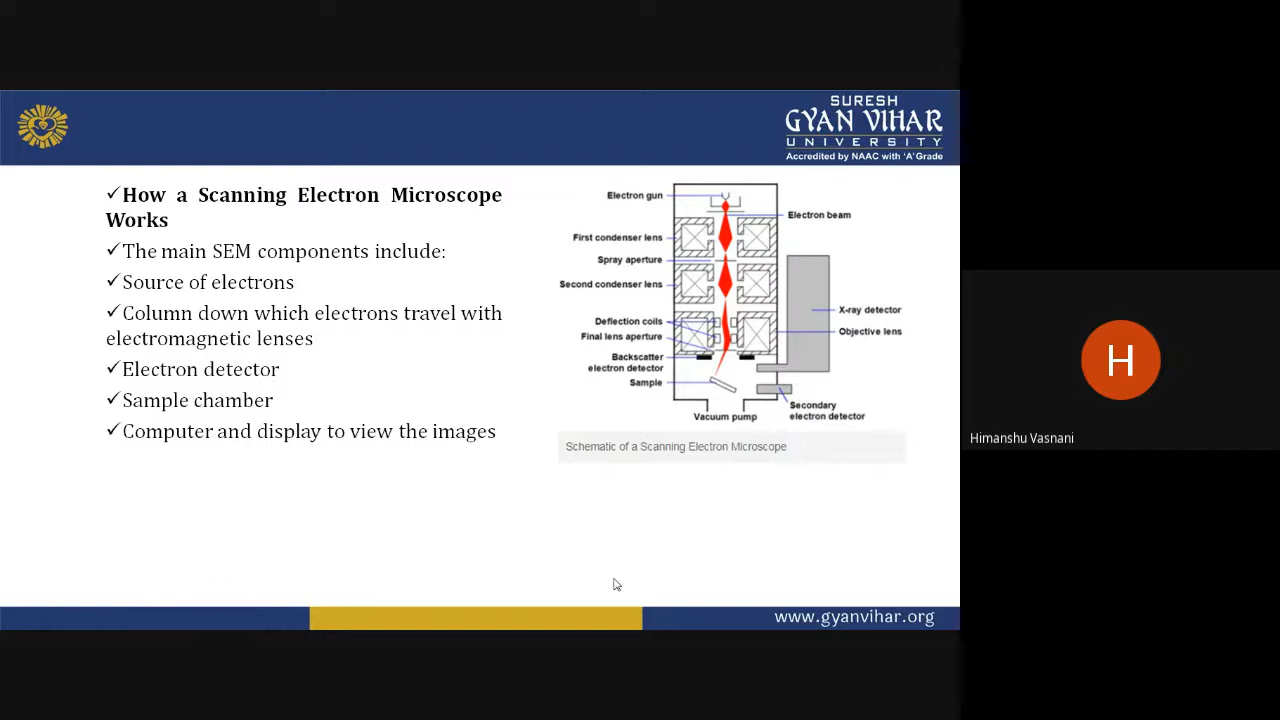 SURESH
GYAN VIHAR
UNIVERSITY
Accredited by NAAC with 'A' Grade
✓How a Scanning Electron Microscope
Works
✓The main SEM components include:
✓Source of electrons
✓Column down which electrons travel with
electromagnetic lenses
✓Electron detector
✓Sample chamber
✓Computer and display to view the images
Electron gun
Electron beam
First condenser lens
Spray aperture
Second condenser lens
X-ray detector
Deflection coils
Objective lens
Final lens aperture
Backscatter
electron detector
Sample
Secondary
electron detector
Vacuum pump
Schematic of a Scanning Electron Microscope
H
Himanshu Vasnani
www.gyanvihar.org